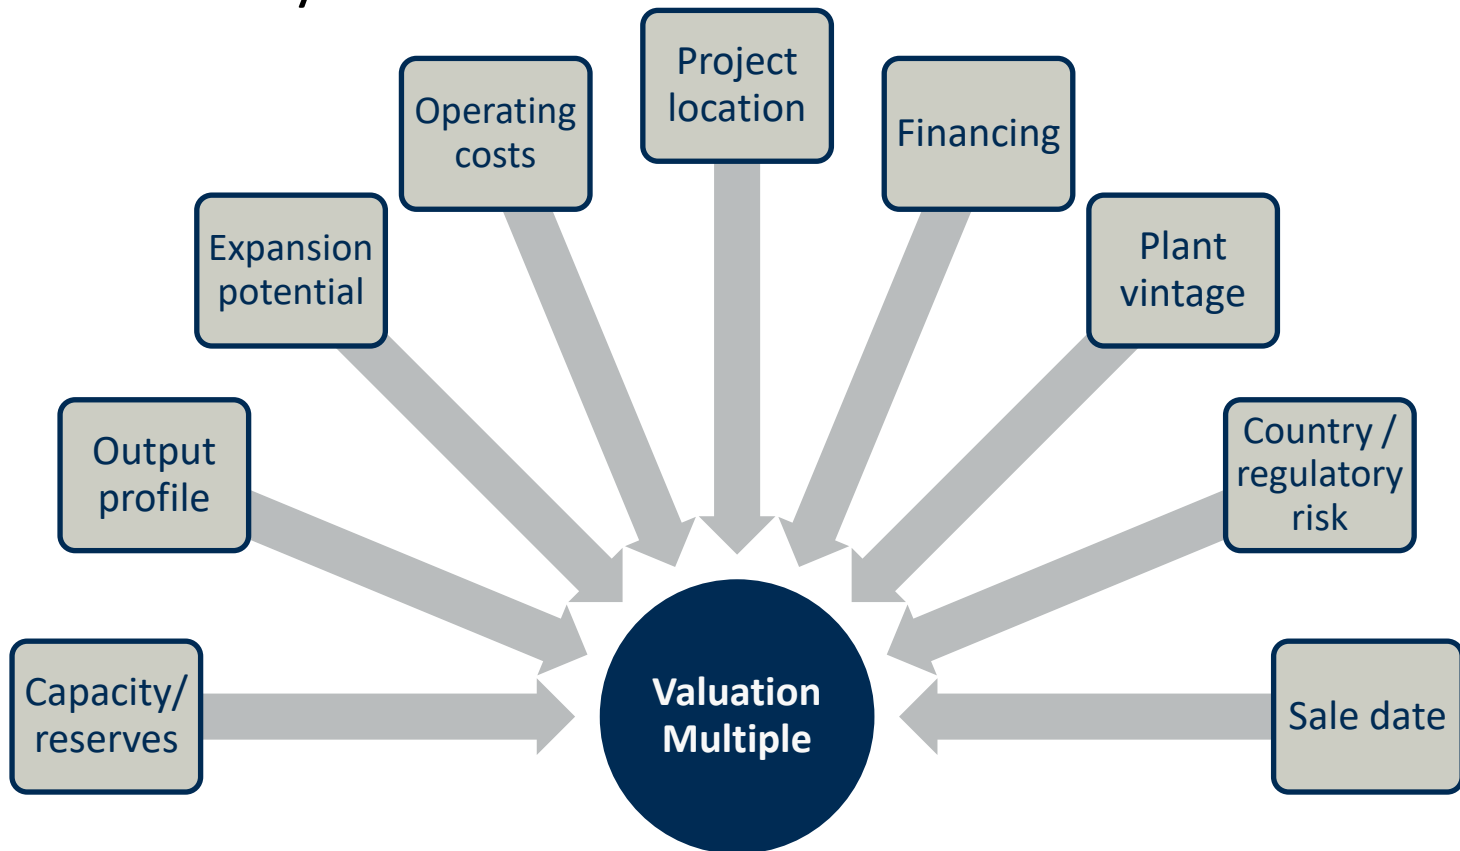 Project
location
Operating
costs
Financing
Expansion
potential
Plant
vintage
Output
profile
Country /
regulatory
risk
Capacity/
reserves
Valuation
Multiple
Sale date